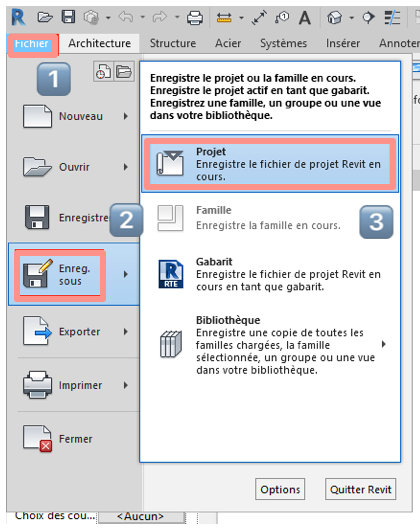 R
A
Fichier
Architecture
Structure
Acier
Systèmes
Insérer
Annoter
1
Nouveau
Ouvrir
Enregistrer
2
Enreg.
sous
Exporter
Imprimer
Fermer
Enregistre le projet ou la famille en cours.
Enregistre le projet actif en tant que gabarit.
Enregistrez une famille, un groupe ou une vue
dans votre bibliothèque.
Projet
Enregistre le fichier de projet Revit en
cours.
Famille
Enregistre la famille en cours.
3
R
RTE
Gabarit
Enregistre le fichier de projet Revit en
cours en tant que gabarit.
Bibliothèque
Enregistre une copie de toutes les
familles chargées, la famille
sélectionnée, un groupe ou une vue
dans votre bibliothèque.
Options
Quitter Revit
Choix des cou...
<Aucun>